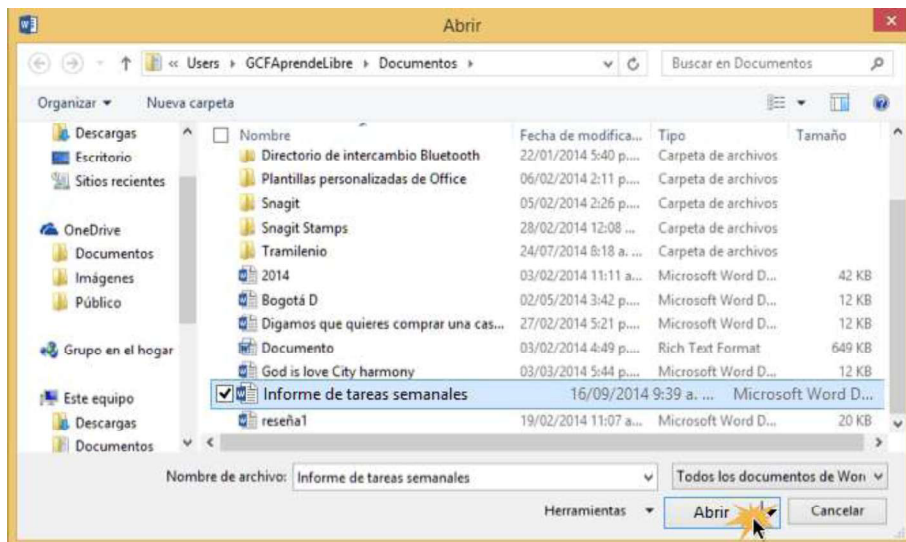 Abrir
« Users GCFAprendeLibre Documentos Buscar en Documentos
Organizar Nueva carpeta
Nombre Fecha de modifica... Tipo Tamaño
Descargas
Escritorio
Sitios recientes
OneDrive
Documentos
Imágenes
Público
Grupo en el hogar
Este equipo
Descargas
Documentos
Directorio de intercambio Bluetooth 22/01/2014 5:40 p.... Carpeta de archivos
Plantillas personalizadas de Office 06/02/2014 2:11 p.... Carpeta de archivos
Snagit 05/02/2014 2:26 p.... Carpeta de archivos
Snagit Stamps 28/02/2014 12:08 ... Carpeta de archivos
Tramilenio 24/07/2014 8:18 a. ... Carpeta de archivos
2014 03/02/2014 11:11 a... Microsoft Word D... 42 KB
Bogotá D 02/05/2014 3:42 p.... Microsoft Word D... 12 KB
Digamos que quieres comprar una cas... 27/02/2014 5:21 p.... Microsoft Word D... 12 KB
Documento 03/02/2014 4:49 p.... Rich Text Format 649 KB
God is love City harmony 03/03/2014 5:44 p.... Microsoft Word D... 12 KB
Informe de tareas semanales 16/09/2014 9:39 a. ... Microsoft Word D...
reseña1 19/02/2014 11:07 a... Microsoft Word D... 20 KB
Nombre de archivo: Informe de tareas semanales Todos los documentos de Wor
Herramientas Abrir Cancelar